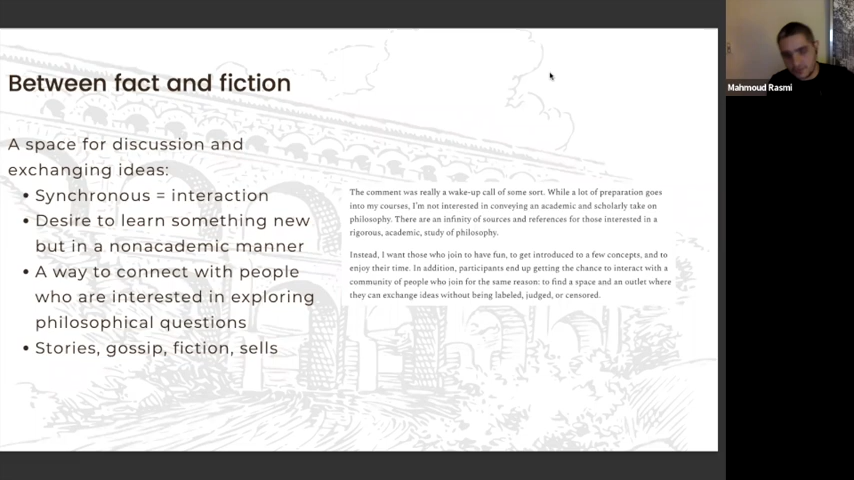 Between fact and fiction
A space for discussion and
exchanging ideas:
• Synchronous = interaction
• Desire to learn something new
but in a nonacademic manner
• A way to connect with people
who are interested in exploring
philosophical questions
• Stories, gossip, fiction, sells
The comment was really a wake-up call of some sort. While a lot of preparation goes
into my courses, I'm not interested in conveying an academic and scholarly take on
philosophy. There are an infinity of sources and references for those interested in a
rigorous, academic, study of philosophy.
Instead, I want those who join to have fun, to get introduced to a few concepts, and to
enjoy their time. In addition, participants end up getting the chance to interact with a
community of people who join for the same reason: to find a space and an outlet where
they can exchange ideas without being labeled, judged, or censored.
Mahmoud Rasmi